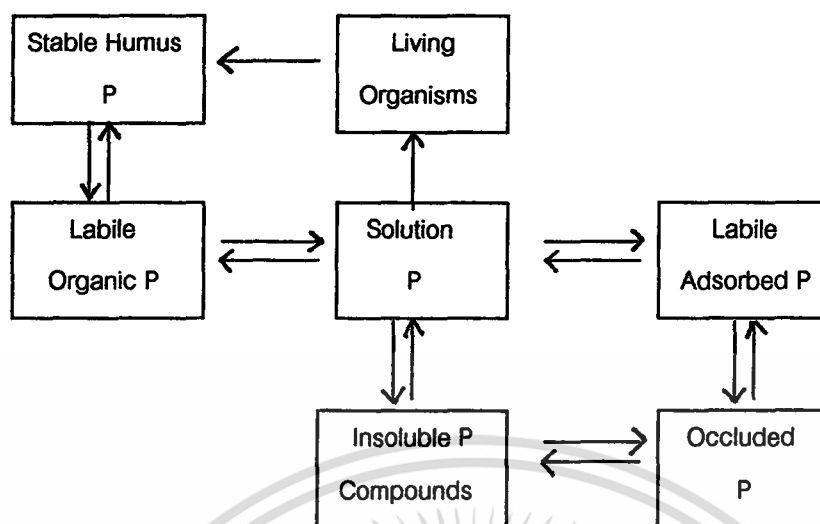 Stable Humus
P
Living
Organisms
Labile
Organic P
Solution
P
Labile
Adsorbed P
Insoluble P
Compounds
Occluded
P